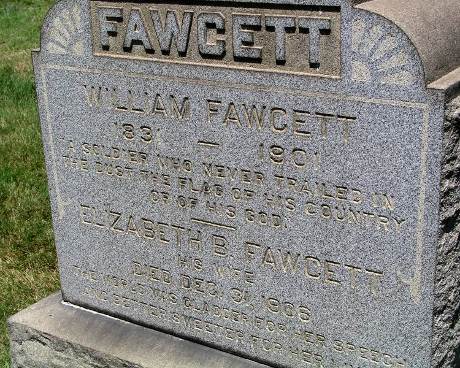 FAWCETT
WILLIAM FAWCETT
1831 — 1901
A SOLDIER WHO NEVER TRAILED IN
THE DUST THE FLAG OF HIS COUNTRY
OR OF HIS GOD.
ELIZABETH B. FAWCETT
HIS WIFE
DIED DEC. 31, 1906
THE WORLD WAS GLADDER FOR HER SPEECH
AND BETTER SWEETER FOR HER